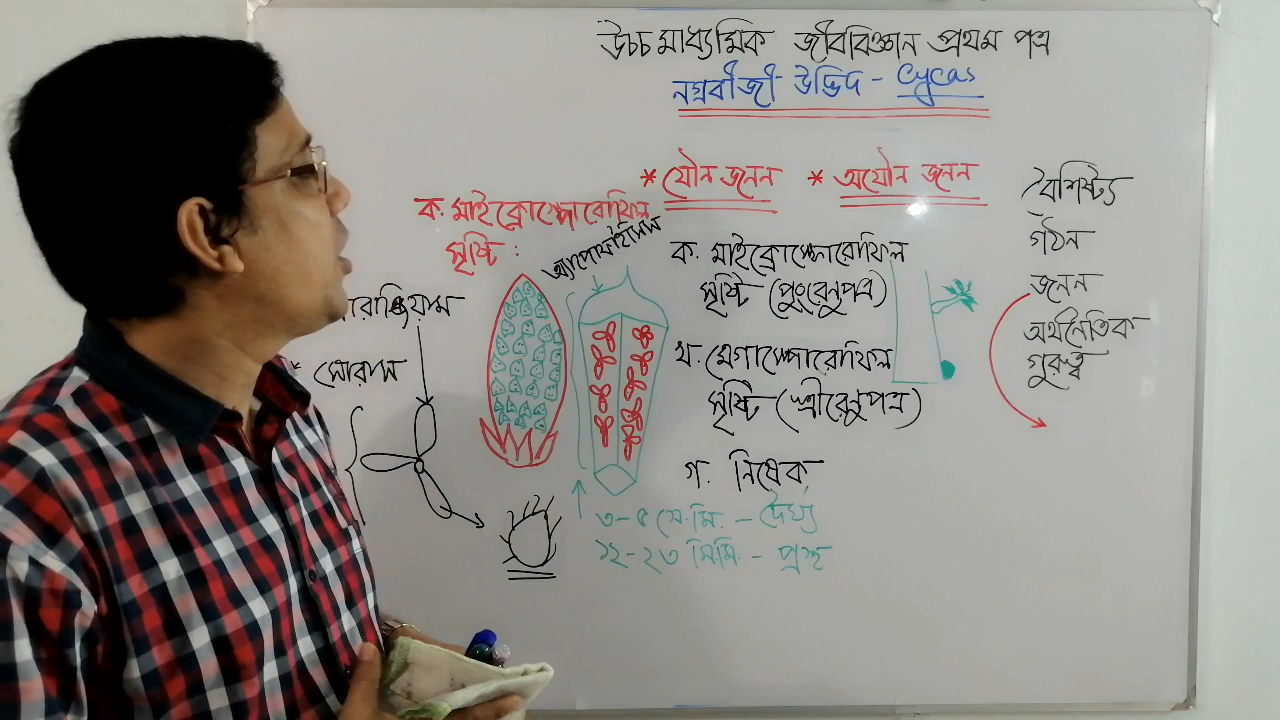 উচ্চ মাধ্যমিক জীববিজ্ঞান প্রথম পত্র
নগ্নবীজী উদ্ভিদ - Cycas
* যৌন জনন * অযৌন জনন
ক. মাইক্রোস্পোরোফিল
সৃষ্টি :
অ্যাপোফাইসিস
রাঞ্জিয়াম
* সোরাস
ক. মাইক্রোস্পোরোফিল
সৃষ্টি (পুংরেনুপত্র)
খ. মেগাস্পোরোফিল
সৃষ্টি (স্ত্রীরেনুপত্র)
গ. নিষেক
৩-৫ সে.মি. - দৈর্ঘ্য
১২-২৩ মিমি. - প্রস্থ
বৈশিষ্ট্য
গঠন
জনন
অর্থনৈতিক
গুরুত্ব